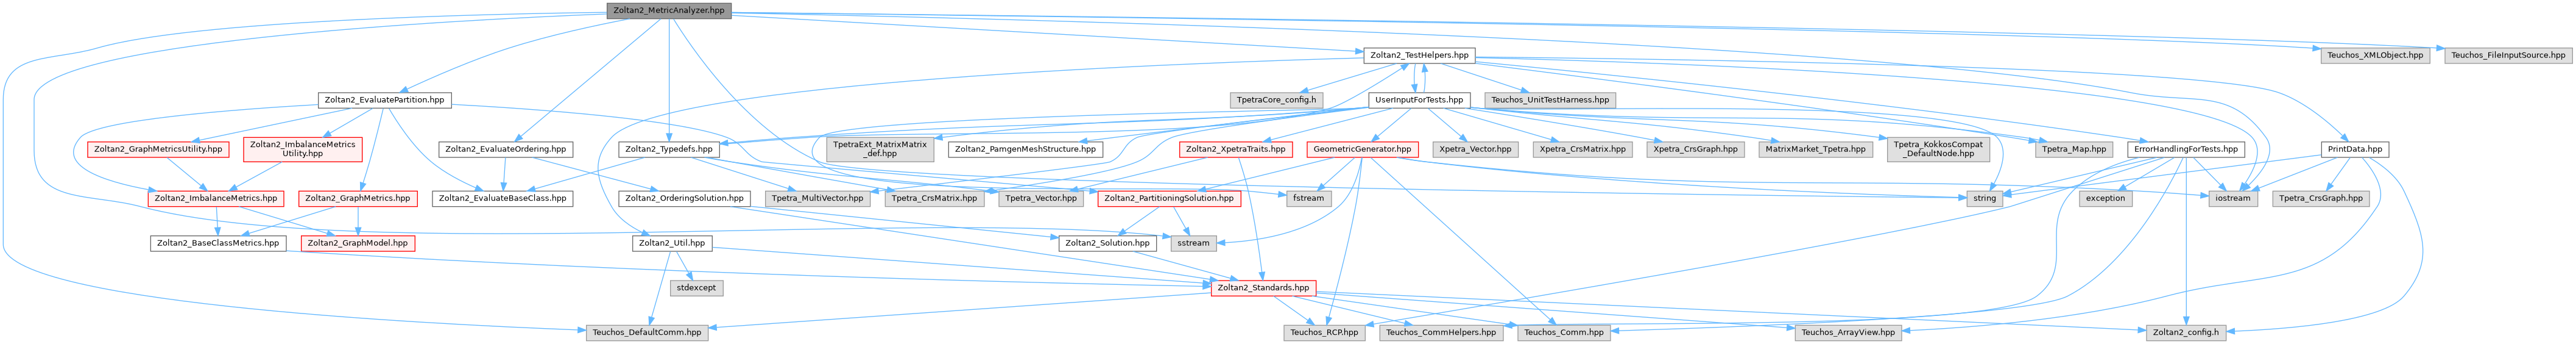 Zoltan2_MetricAnalyzer.hpp
Zoltan2_TestHelpers.hpp
Teuchos_XMLObject.hpp
Teuchos_FileInputSource.hpp
Zoltan2_EvaluatePartition.hpp
TpetraCore_config.h
UserInputForTests.hpp
Teuchos_UnitTestHarness.hpp
Zoltan2_GraphMetricsUtility.hpp
Zoltan2_ImbalanceMetrics
Utility.hpp
Zoltan2_EvaluateOrdering.hpp
Zoltan2_Typedefs.hpp
TpetraExt_MatrixMatrix
_def.hpp
Zoltan2_PamgenMeshStructure.hpp
Zoltan2_XpetraTraits.hpp
GeometricGenerator.hpp
Xpetra_Vector.hpp
Xpetra_CrsMatrix.hpp
Xpetra_CrsGraph.hpp
MatrixMarket_Tpetra.hpp
Tpetra_KokkosCompat
_DefaultNode.hpp
Tpetra_Map.hpp
ErrorHandlingForTests.hpp
PrintData.hpp
Zoltan2_ImbalanceMetrics.hpp
Zoltan2_GraphMetrics.hpp
Zoltan2_EvaluateBaseClass.hpp
Zoltan2_OrderingSolution.hpp
Tpetra_MultiVector.hpp
Tpetra_CrsMatrix.hpp
Tpetra_Vector.hpp
Zoltan2_PartitioningSolution.hpp
fstream
string
exception
iostream
Tpetra_CrsGraph.hpp
Zoltan2_BaseClassMetrics.hpp
Zoltan2_GraphModel.hpp
Zoltan2_Util.hpp
Zoltan2_Solution.hpp
sstream
stdexcept
Zoltan2_Standards.hpp
Teuchos_DefaultComm.hpp
Teuchos_RCP.hpp
Teuchos_CommHelpers.hpp
Teuchos_Comm.hpp
Teuchos_ArrayView.hpp
Zoltan2_config.h